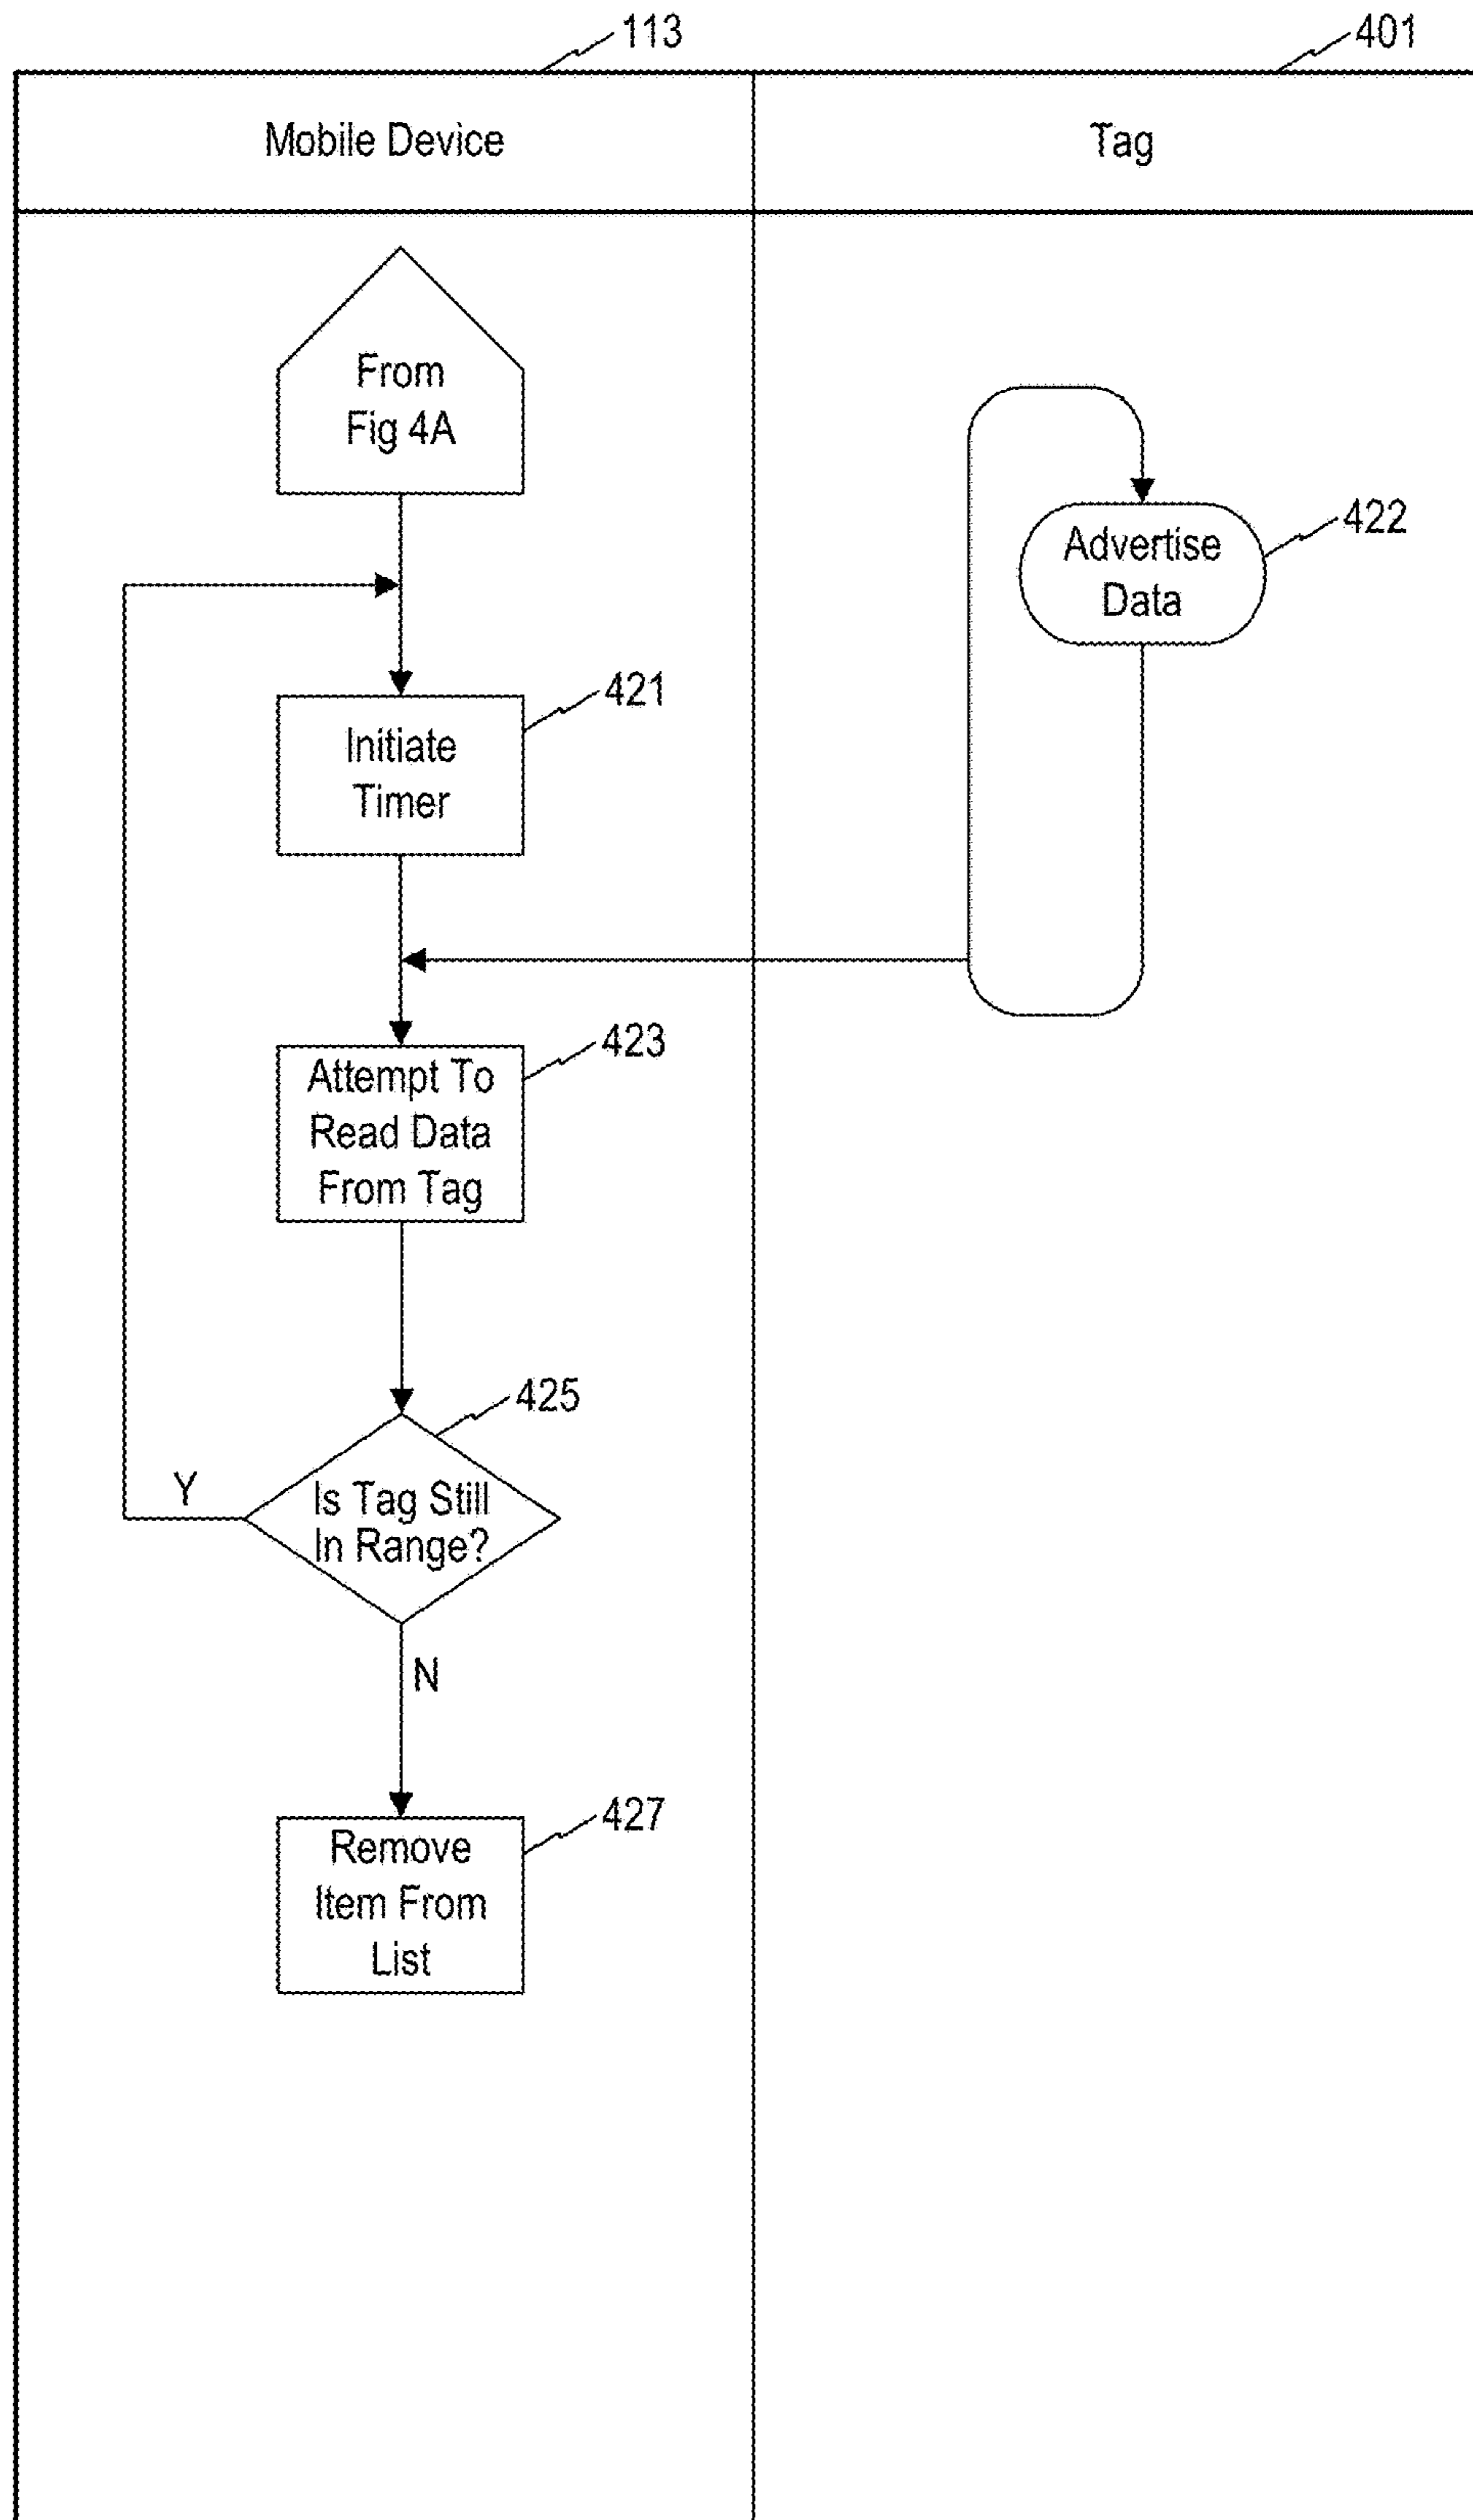 113
401
Mobile Device
Tag
From
Fig 4A
Advertise
Data
422
421
Initiate
Timer
423
Attempt To
Read Data
From Tag
425
Y
Is Tag Still
In Range?
N
427
Remove
Item From
List